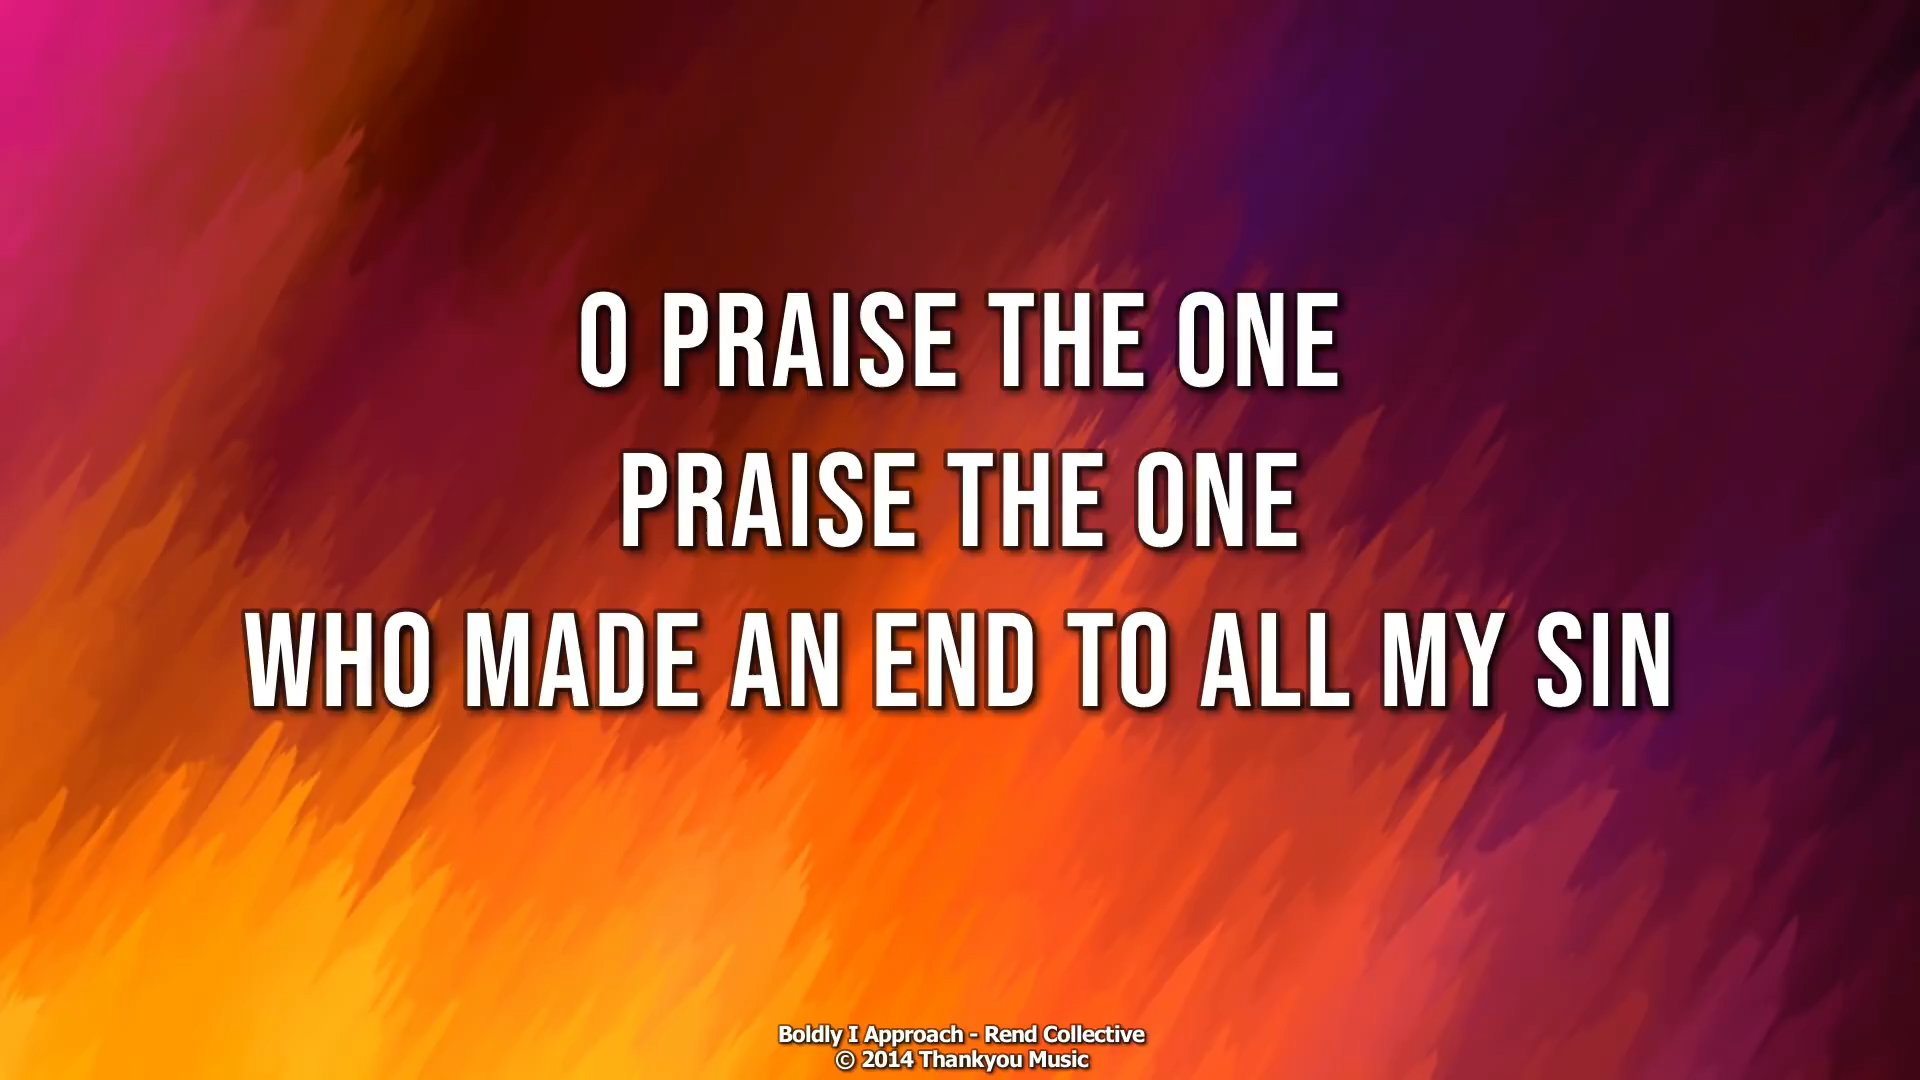 O PRAISE THE ONE
PRAISE THE ONE
WHO MADE AN END TO ALL MY SIN
Boldly I Approach - Rend Collective
© 2014 Thankyou Music